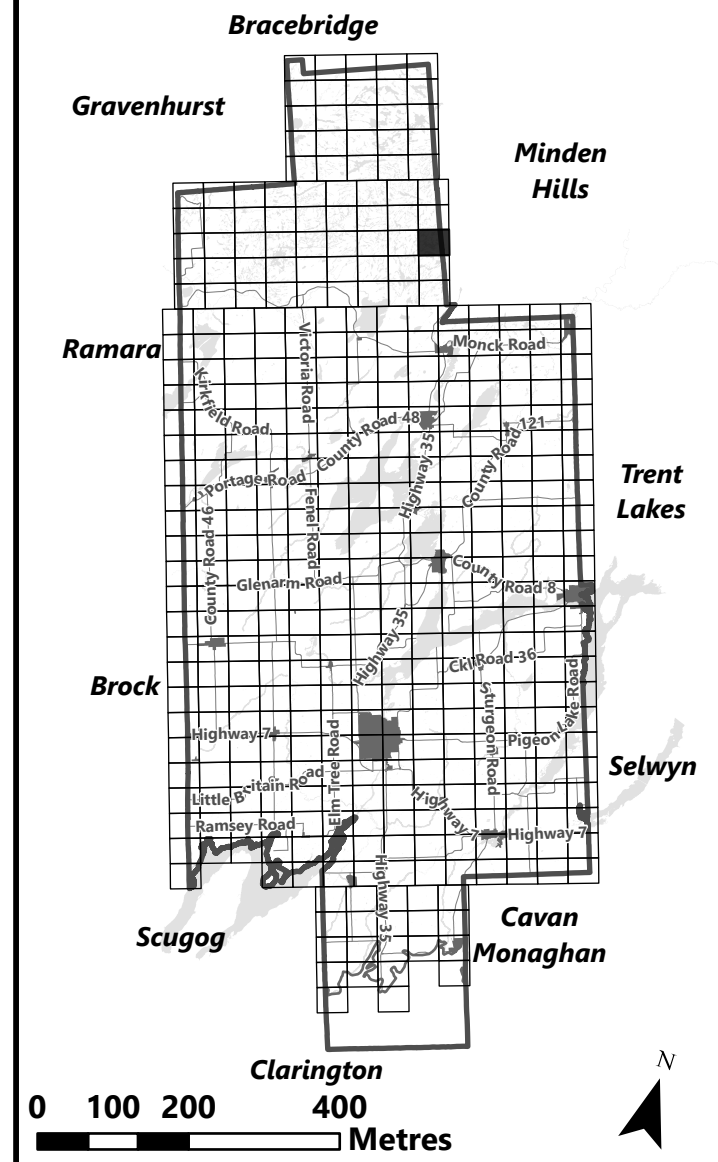 Bracebridge
Gravenhurst
Minden
Hills
Ramara
Monck Road
Victoria Road
Kirkfield Road
County Road 48
County Road 121
Highway 35
Portage Road
Trent
Lakes
Fenel Road
County Road 46
Glenarm Road
County Road 8
Highway 35
Ckl Road 36
Brock
Sturgeon Road
Pigeon Lake Road
Highway 7
Elm Tree Road
Selwyn
Little Britain Road
Highway 7
Highway 7
Ramsey Road
Highway 35
Scugog
Cavan
Monaghan
Clarington
N
0 100 200 400
Metres